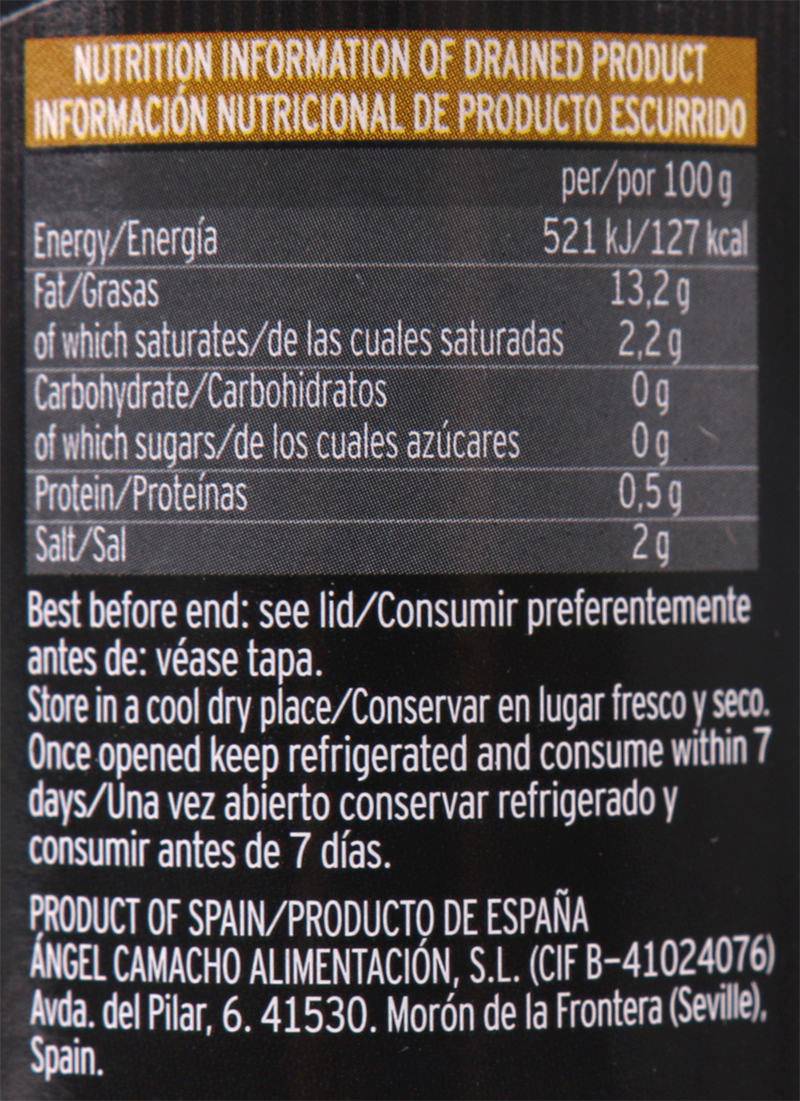 NUTRITION INFORMATION OF DRAINED PRODUCT
INFORMACIÓN NUTRICIONAL DE PRODUCTO ESCURRIDO
per/por 100 g
Energy/Energía 521 kJ/127 kcal
Fat/Grasas 13,2 g
of which saturates/de las cuales saturadas 2,2 g
Carbohydrate/Carbohidratos 0 g
of which sugars/de los cuales azúcares 0 g
Protein/Proteínas 0,5 g
Salt/Sal 2 g
Best before end: see lid/Consumir preferentemente
antes de: véase tapa.
Store in a cool dry place/Conservar en lugar fresco y seco.
Once opened keep refrigerated and consume within 7
days/Una vez abierto conservar refrigerado y
consumir antes de 7 días.
PRODUCT OF SPAIN/PRODUCTO DE ESPAÑA
ÁNGEL CAMACHO ALIMENTACIÓN, S.L. (CIF B-41024076)
Avda. del Pilar, 6. 41530. Morón de la Frontera (Seville),
Spain.